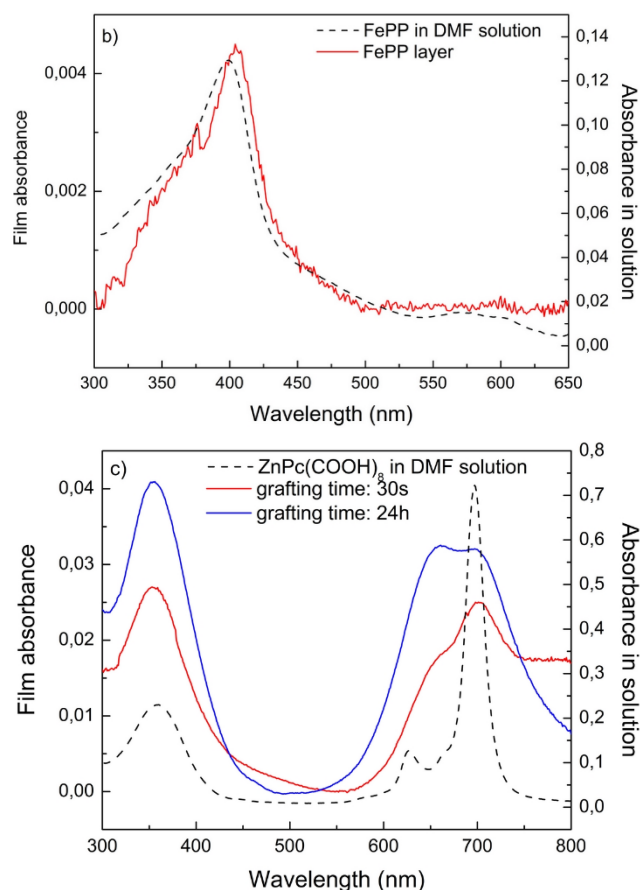 b)
FePP in DMF solution
FePP layer
0,004
0,002
0,000
Film absorbance
0,14
0,12
0,10
0,08
0,06
0,04
0,02
0,00
Absorbance in solution
300 350 400 450 500 550 600 650
Wavelength (nm)
c)
ZnPc(COOH)8 in DMF solution
grafting time: 30s
grafting time: 24h
0,04
0,03
0,02
0,01
0,00
Film absorbance
0,8
0,7
0,6
0,5
0,4
0,3
0,2
0,1
0,0
Absorbance in solution
300 400 500 600 700 800
Wavelength (nm)